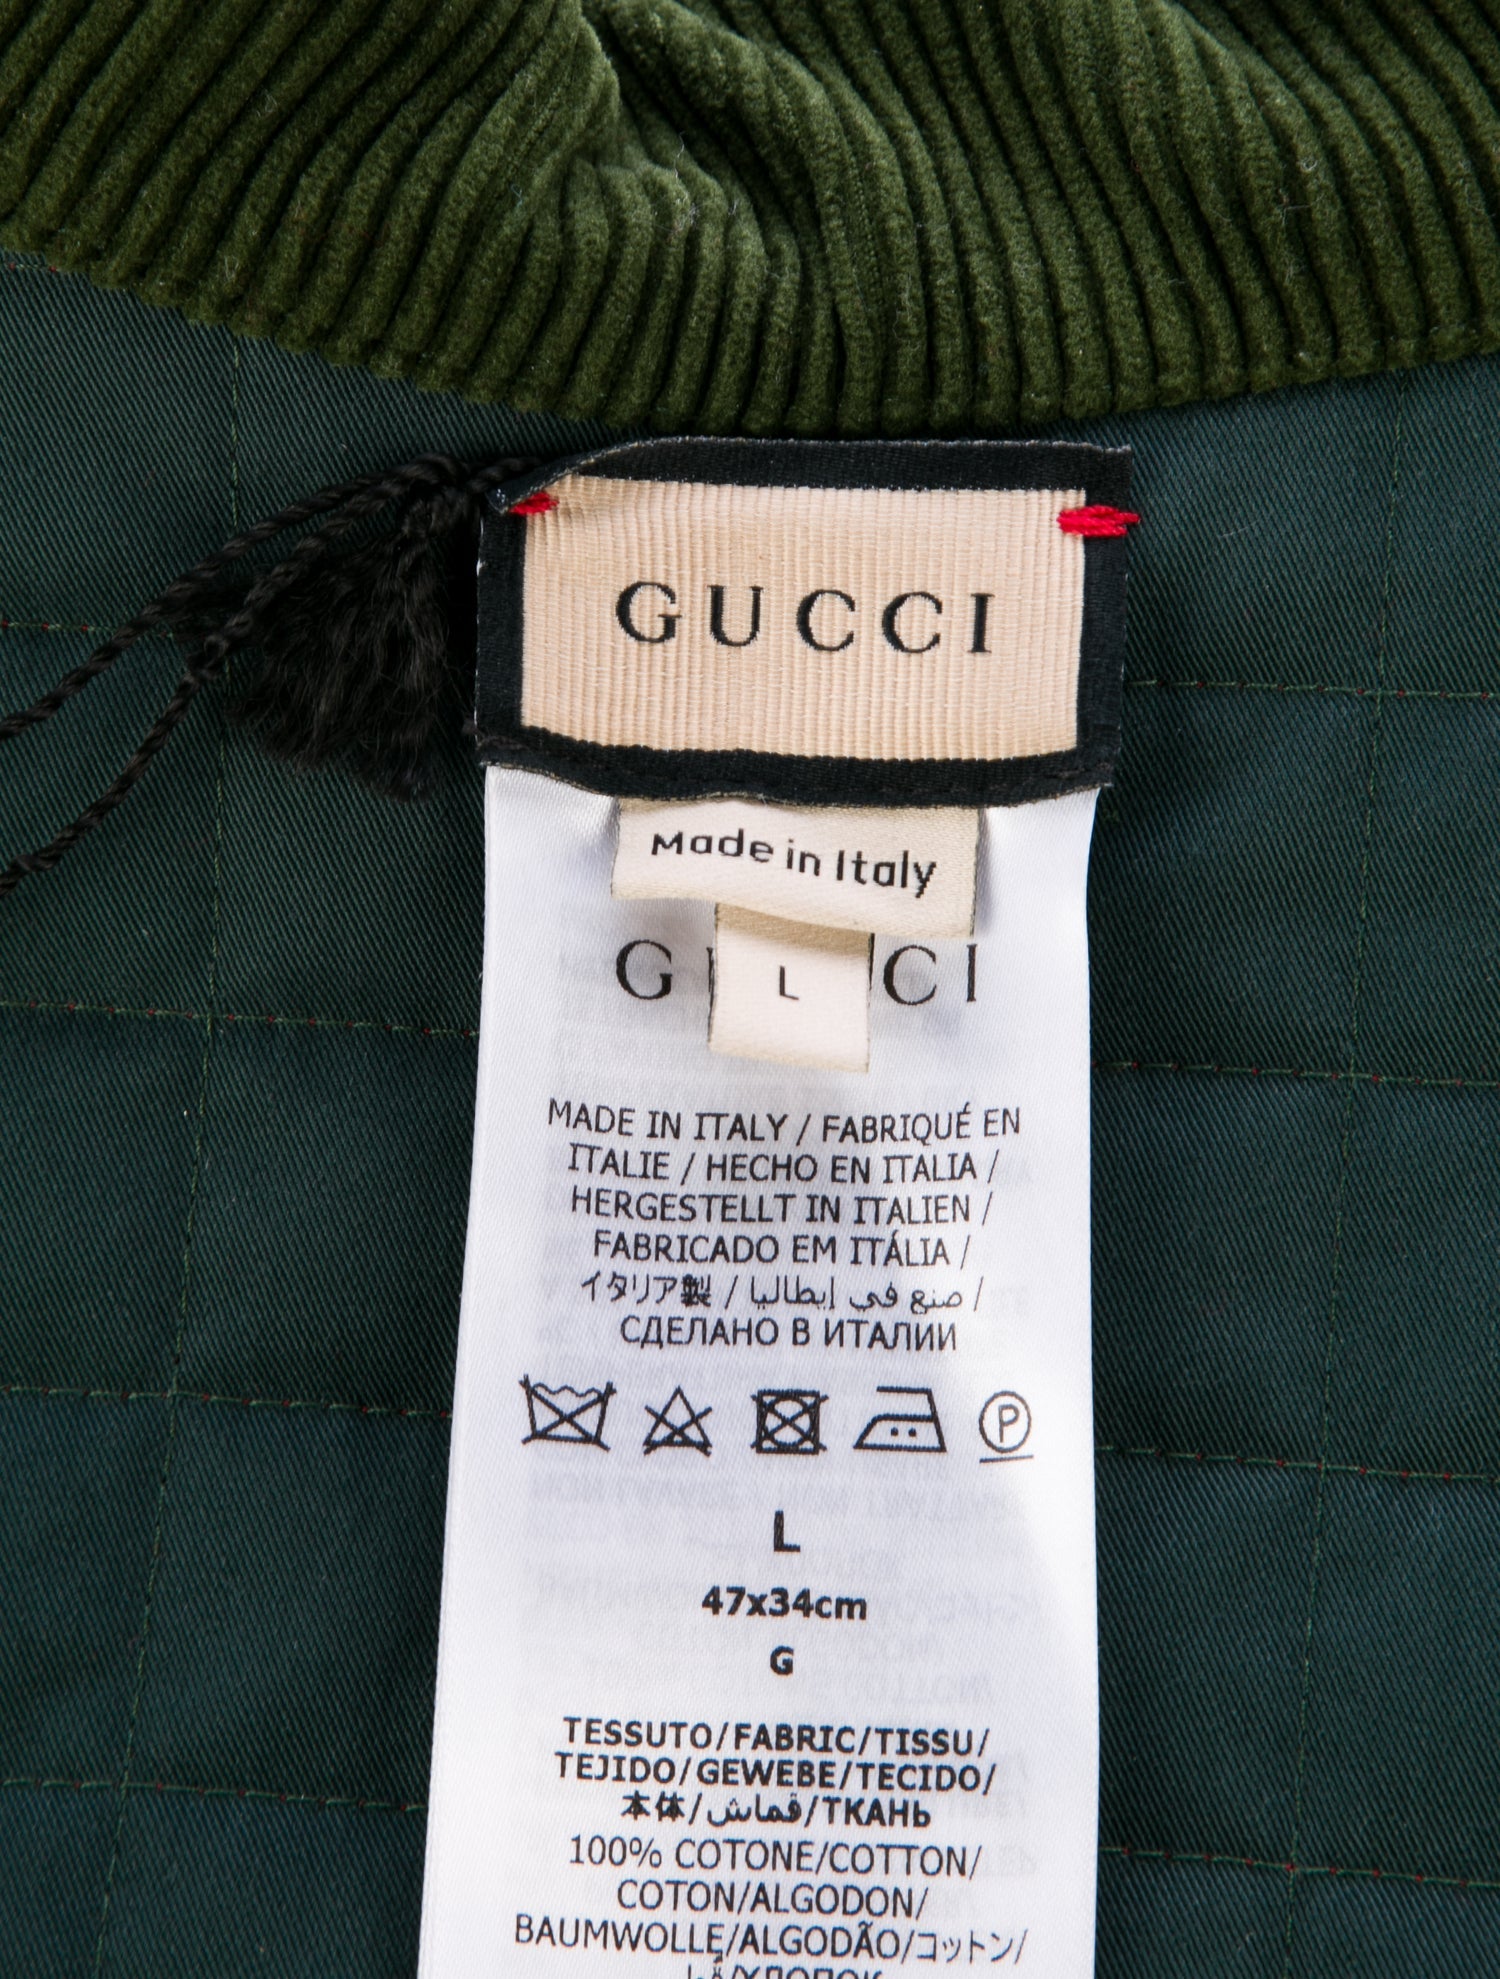 GUCCI
Made in Italy
L
G CI
MADE IN ITALY / FABRIQUÉ EN
ITALIE / HECHO EN ITALIA /
HERGESTELLT IN ITALIEN /
FABRICADO EM ITÁLIA /
イタリア製 / صنع في إيطاليا /
СДЕЛАНО В ИТАЛИИ
P
L
47x34cm
G
TESSUTO/FABRIC/TISSU/
TEJIDO/GEWEBE/TECIDO/
本体/قماش/ТКАНЬ
100% COTONE/COTTON/
COTON/ALGODON/
BAUMWOLLE/ALGODÃO/コットン/